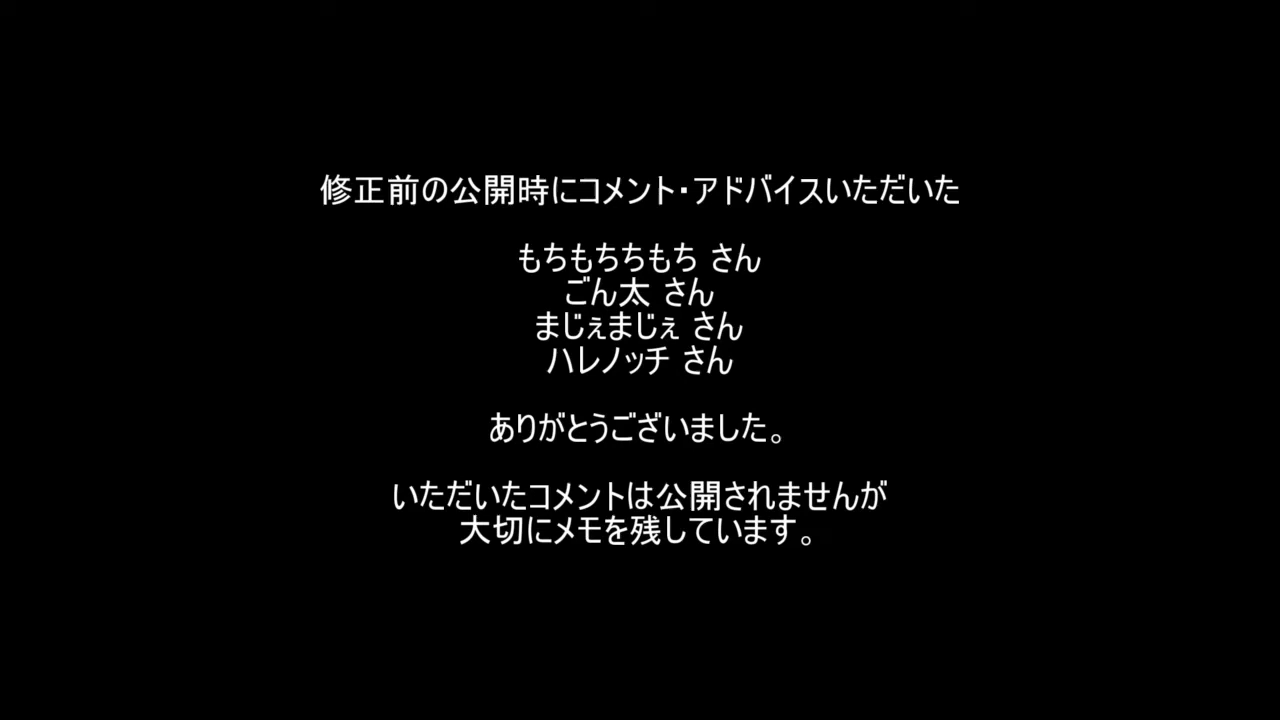 修正前の公開時にコメント・アドバイスいただいた
もちもちちもち さん
ごん太 さん
まじぇまじぇ さん
ハレノッチ さん
ありがとうございました。
いただいたコメントは公開されませんが
大切にメモを残しています。